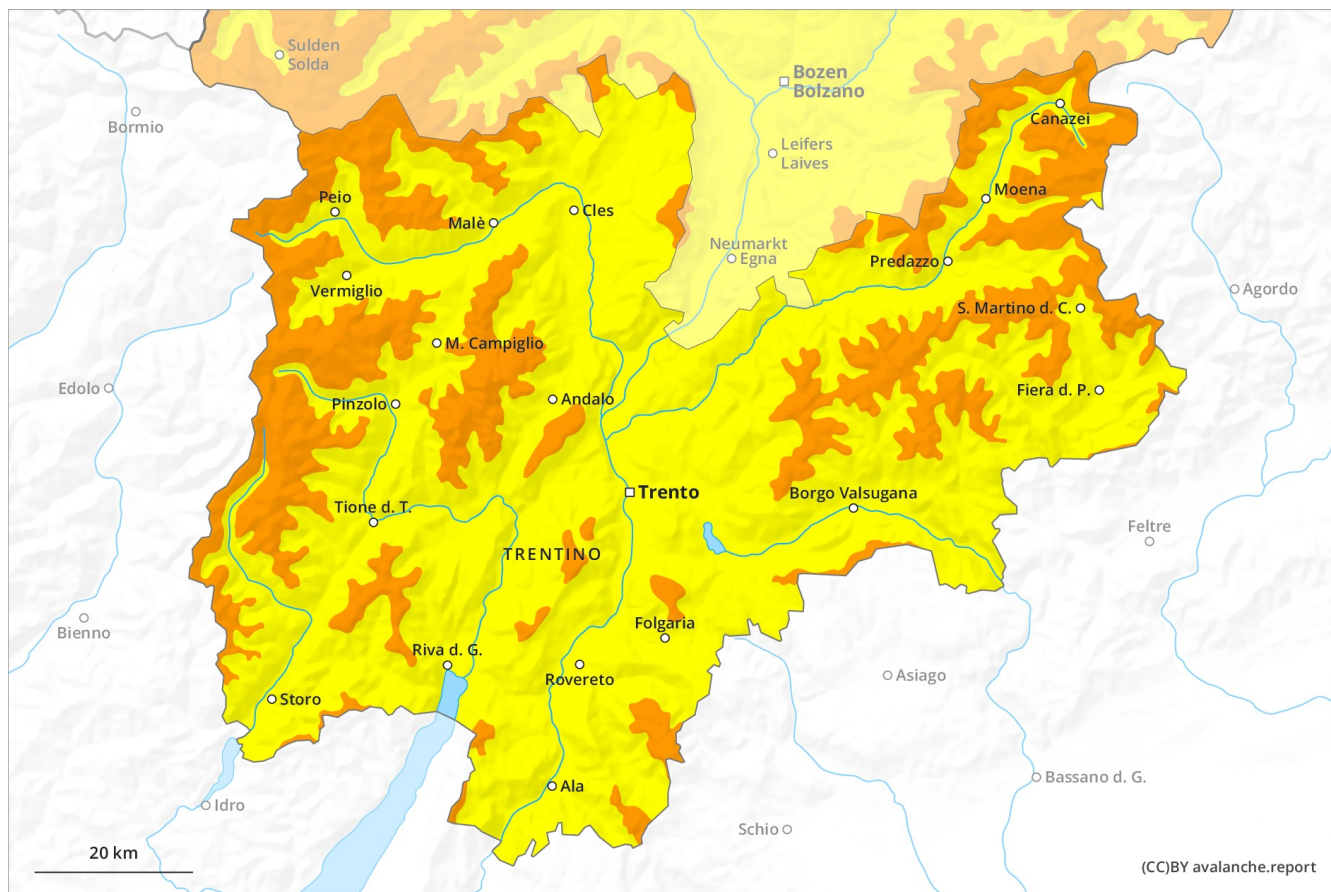 Sulden
Solda
Bormio
Bozen
Bolzano
Canazei
Leifers
Laives
Moena
Peio
Malè
Cles
Neumarkt
Egna
Predazzo
Vermiglio
Agordo
S. Martino d. C.
M. Campiglio
Edolo
Pinzolo
Andalo
Fiera d. P.
Trento
Borgo Valsugana
Tione d. T.
Feltre
TRENTINO
Bienno
Folgaria
Riva d. G.
Rovereto
Asiago
Storo
Bassano d. G.
Ala
Idro
Schio
20 km
(CC)BY avalanche.report